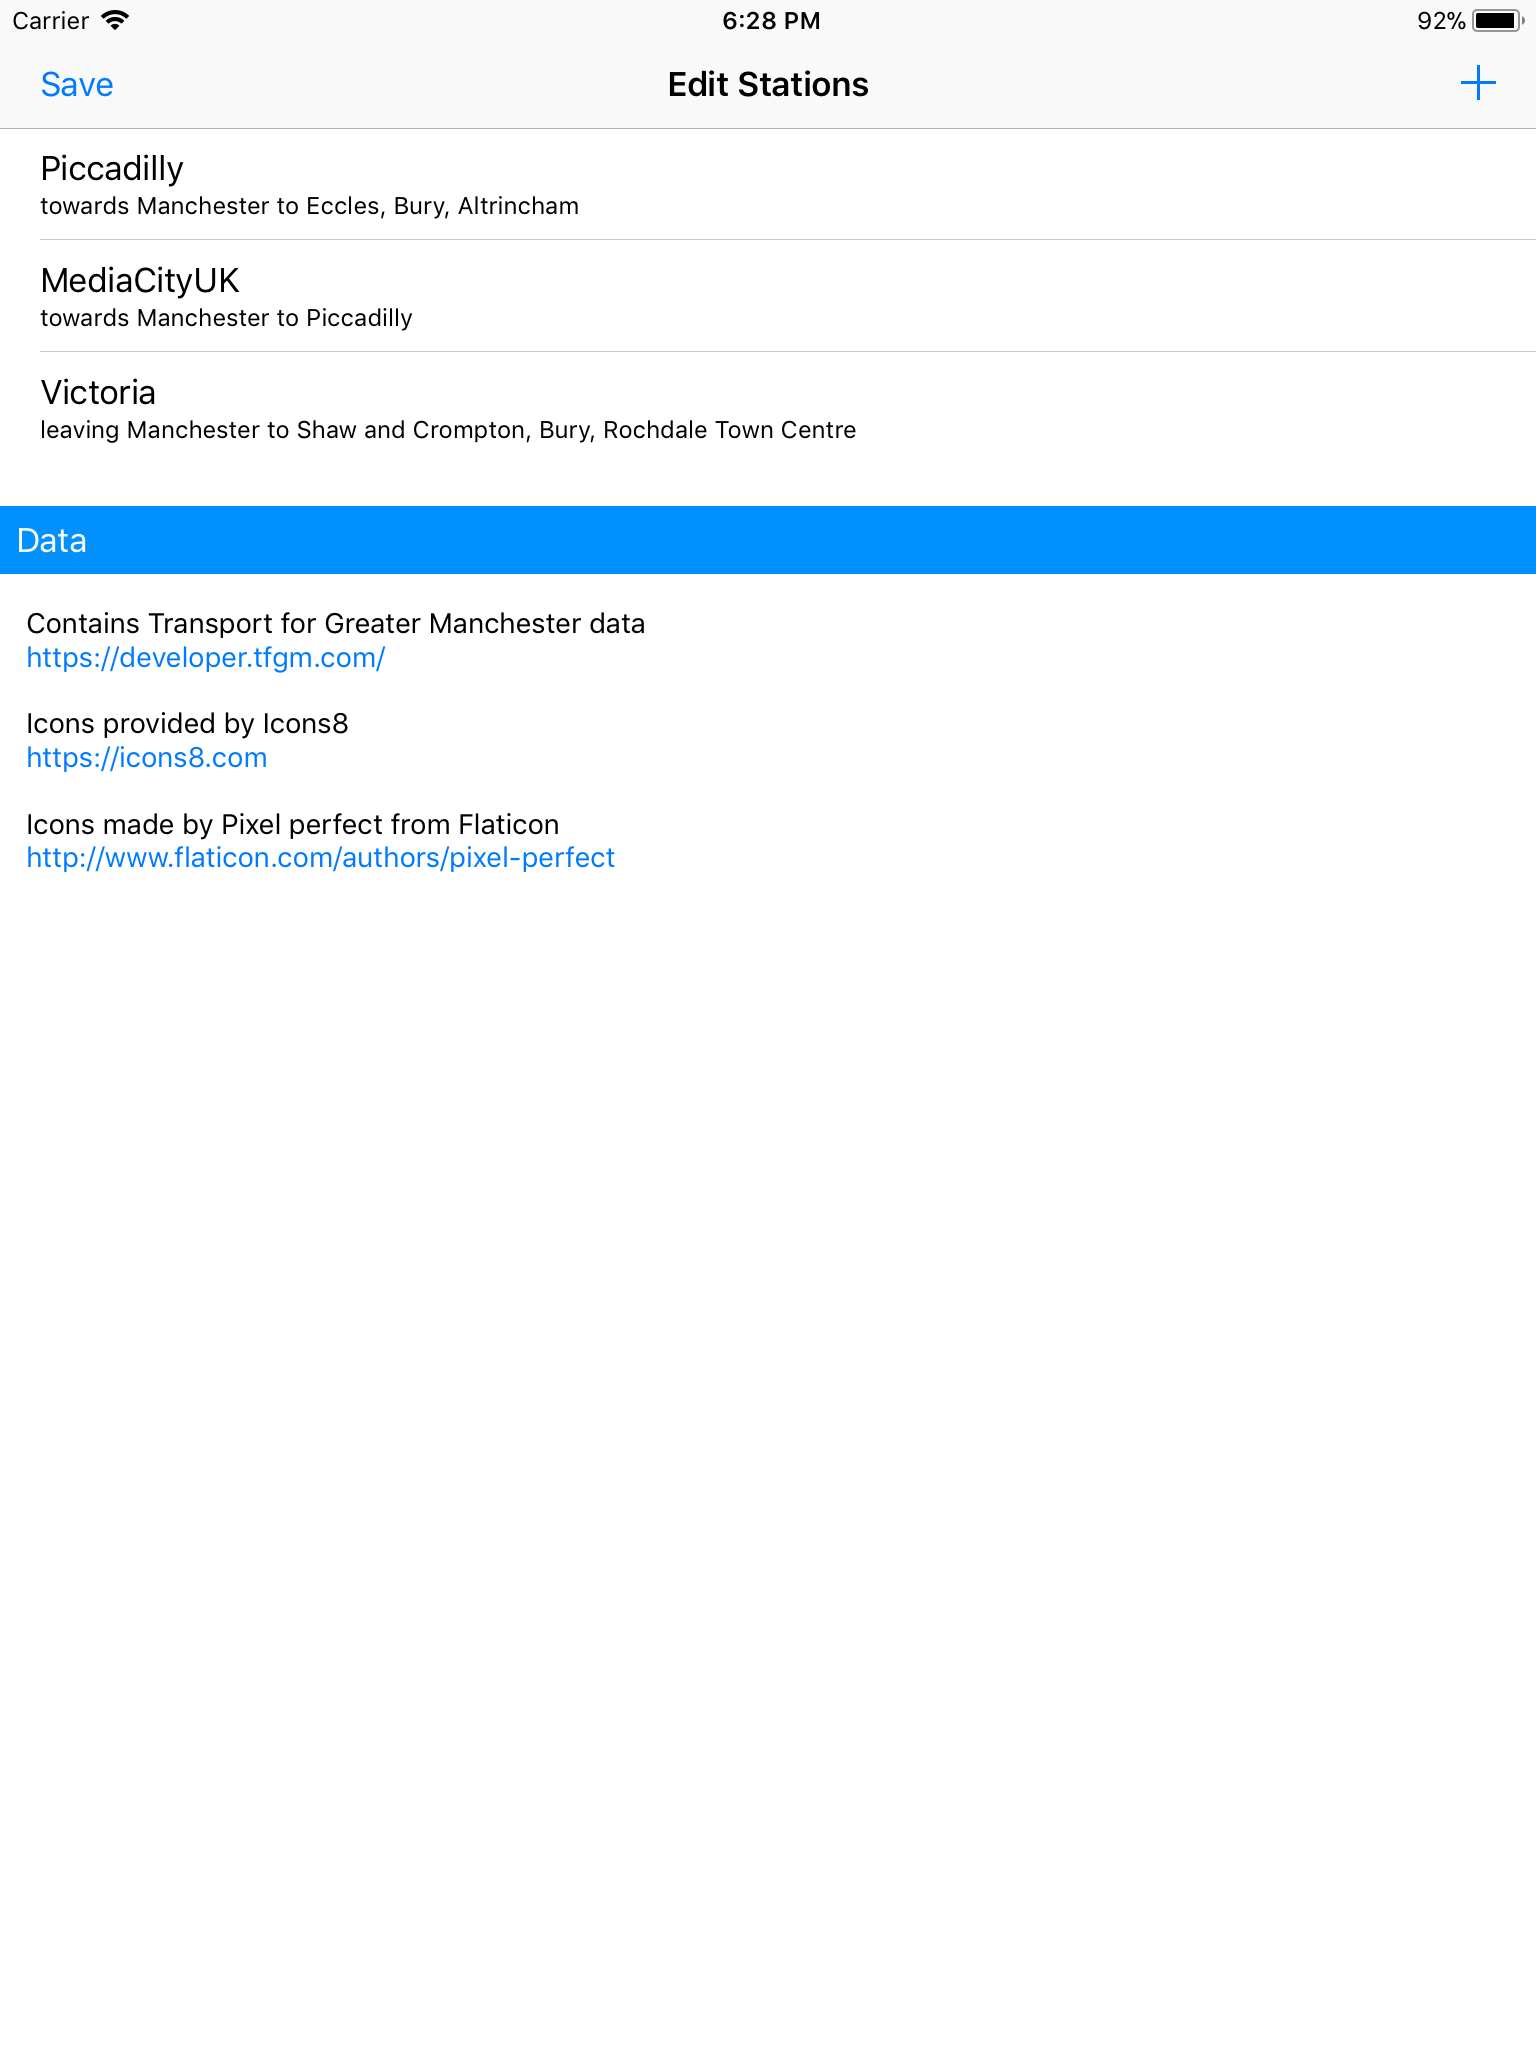 Carrier 6:28 PM 92%
Save Edit Stations
Piccadilly
towards Manchester to Eccles, Bury, Altrincham
MediaCityUK
towards Manchester to Piccadilly
Victoria
leaving Manchester to Shaw and Crompton, Bury, Rochdale Town Centre
Data
Contains Transport for Greater Manchester data
https://developer.tfgm.com/
Icons provided by Icons8
https://icons8.com
Icons made by Pixel perfect from Flaticon
http://www.flaticon.com/authors/pixel-perfect